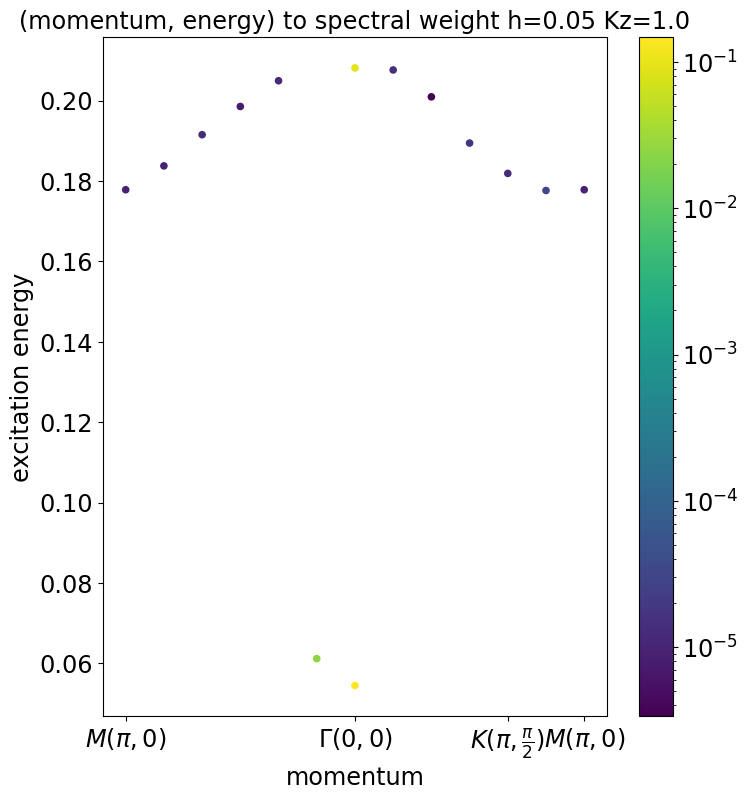 (momentum, energy) to spectral weight h=0.05 Kz=1.0
excitation energy
0.20
0.18
0.16
0.14
0.12
0.10
0.08
0.06
M(π, 0)
Γ(0, 0)
K(π, π/2)
M(π, 0)
momentum
10⁻¹
10⁻²
10⁻³
10⁻⁴
10⁻⁵